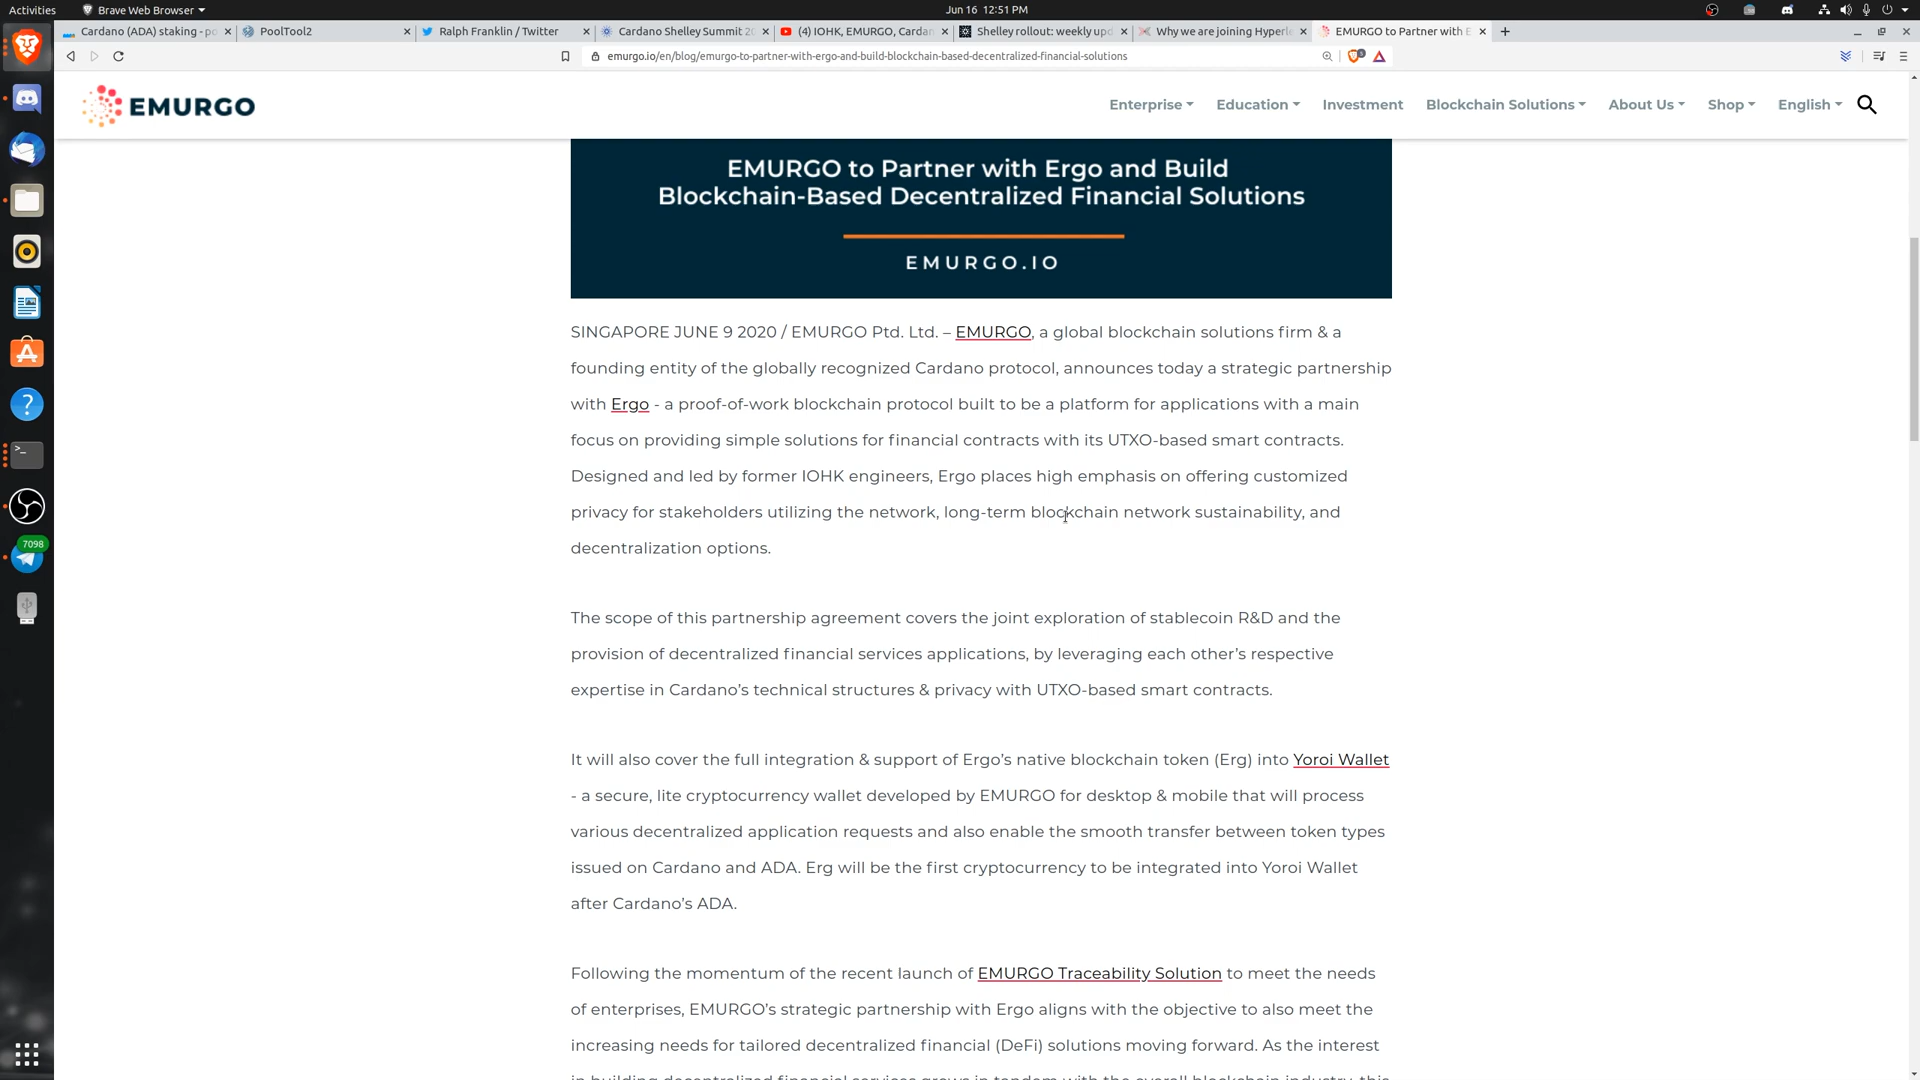 Activities
Brave Web Browser
Jun 16 12:51 PM
Cardano (ADA) staking - po
PoolTool2
Ralph Franklin / Twitter
Cardano Shelley Summit 20
(4) IOHK, EMURGO, Cardan
Shelley rollout: weekly upd
Why we are joining Hyperle
EMURGO to Partner with E
emurgo.io/en/blog/emurgo-to-partner-with-ergo-and-build-blockchain-based-decentralized-financial-solutions
EMURGO
Enterprise
Education
Investment
Blockchain Solutions
About Us
Shop
English
EMURGO to Partner with Ergo and Build
Blockchain-Based Decentralized Financial Solutions
EMURGO.IO
SINGAPORE JUNE 9 2020 / EMURGO Ptd. Ltd. – EMURGO, a global blockchain solutions firm & a
founding entity of the globally recognized Cardano protocol, announces today a strategic partnership
with Ergo - a proof-of-work blockchain protocol built to be a platform for applications with a main
focus on providing simple solutions for financial contracts with its UTXO-based smart contracts.
Designed and led by former IOHK engineers, Ergo places high emphasis on offering customized
privacy for stakeholders utilizing the network, long-term blockchain network sustainability, and
decentralization options.
The scope of this partnership agreement covers the joint exploration of stablecoin R&D and the
provision of decentralized financial services applications, by leveraging each other’s respective
expertise in Cardano’s technical structures & privacy with UTXO-based smart contracts.
It will also cover the full integration & support of Ergo’s native blockchain token (Erg) into Yoroi Wallet
- a secure, lite cryptocurrency wallet developed by EMURGO for desktop & mobile that will process
various decentralized application requests and also enable the smooth transfer between token types
issued on Cardano and ADA. Erg will be the first cryptocurrency to be integrated into Yoroi Wallet
after Cardano’s ADA.
Following the momentum of the recent launch of EMURGO Traceability Solution to meet the needs
of enterprises, EMURGO’s strategic partnership with Ergo aligns with the objective to also meet the
increasing needs for tailored decentralized financial (DeFi) solutions moving forward. As the interest
in building decentralized financial services grows in tandem with the overall blockchain industry, this
7098